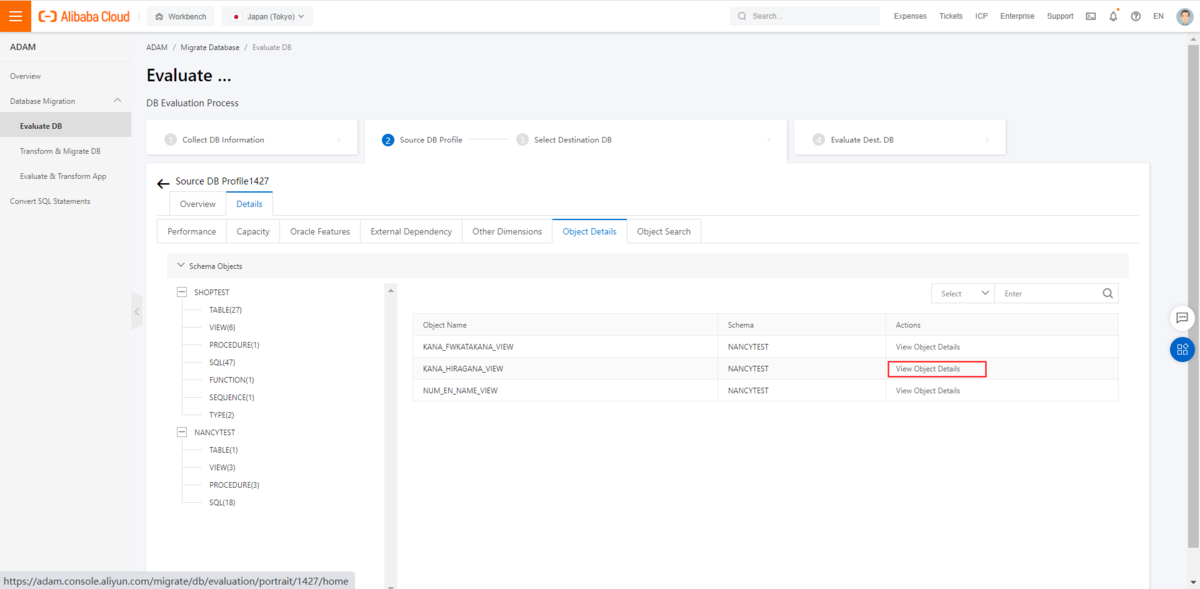 Alibaba Cloud
Workbench
Japan (Tokyo)
Search...
Expenses
Tickets
ICP
Enterprise
Support
EN
ADAM
Overview
Database Migration
Evaluate DB
Transform & Migrate DB
Evaluate & Transform App
Convert SQL Statements
ADAM / Migrate Database / Evaluate DB
Evaluate ...
DB Evaluation Process
1 Collect DB Information
2 Source DB Profile
3 Select Destination DB
4 Evaluate Dest. DB
Source DB Profile1427
Overview Details
Performance Capacity Oracle Features External Dependency Other Dimensions Object Details Object Search
Schema Objects
SHOPTEST
TABLE(27)
VIEW(6)
PROCEDURE(1)
SQL(47)
FUNCTION(1)
SEQUENCE(1)
TYPE(2)
NANCYTEST
TABLE(1)
VIEW(3)
PROCEDURE(3)
SQL(18)
Select Enter
Object Name Schema Actions
KANA_FWKATAKANA_VIEW NANCYTEST View Object Details
KANA_HIRAGANA_VIEW NANCYTEST View Object Details
NUM_EN_NAME_VIEW NANCYTEST View Object Details
https://adam.console.aliyun.com/migrate/db/evaluation/portrait/1427/home